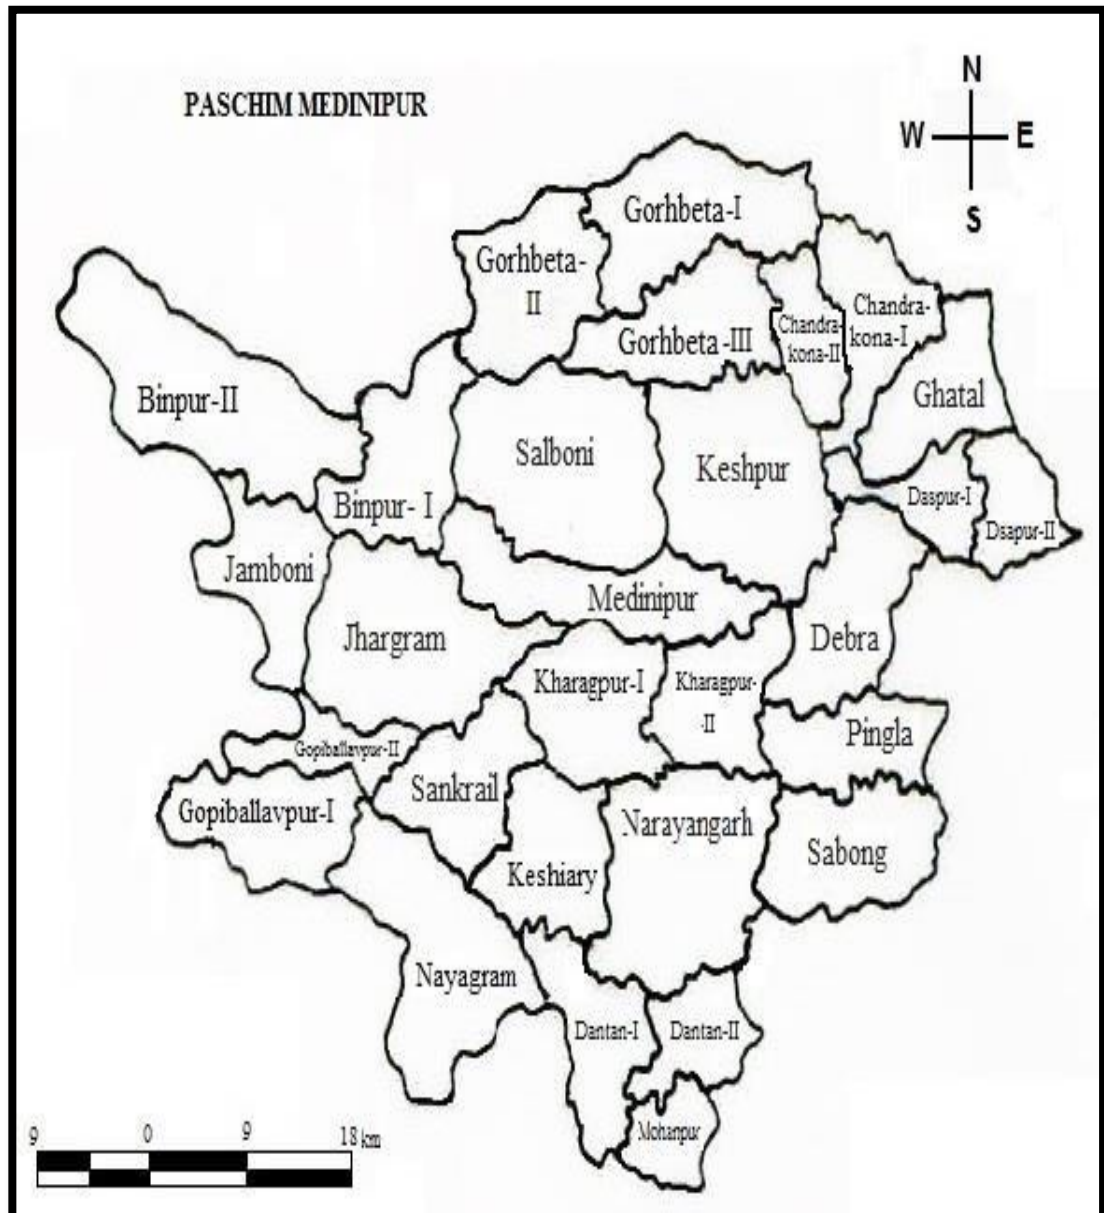 N
PASCHIM MEDINIPUR
W E
S
Gorhbeta-I
Gorhbeta-
II
Chandra-
kona-I
Gorhbeta -III
Chandra-
kona-II
Ghatal
Binpur-II
Salboni
Keshpur
Binpur- I
Daspur-I
Dsapur-II
Jamboni
Medinipur
Jhargram
Debra
Kharagpur-I
Kharagpur-
-II
Pingla
Gopiballavpur-II
Sankrail
Gopiballavpur-I
Narayangarh
Sabong
Keshiary
Nayagram
Dantan-I
Dantan-II
Mohanpur
9 0 9 18 km